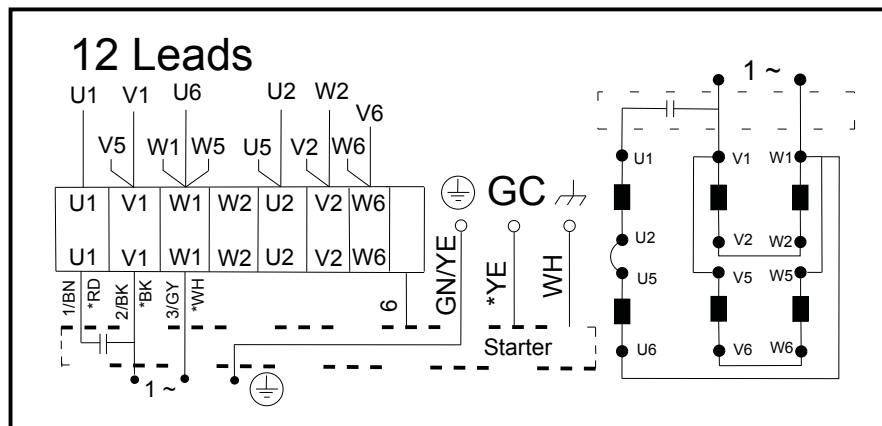 12 Leads
U1 V1 U6 U2 W2
V6
V5 W1 W5 U5 V2 W6
U1 V1 W1 W2 U2 V2 W6
U1 V1 W1 W2 U2 V2 W6
1/BN *RD 2/BK *BK 3/GY *WH 6 GN/YE *YE WH
GC
Starter
1 ~
1 ~
U1 V1 W1
U2 V2 W2
U5 V5 W5
U6 V6 W6